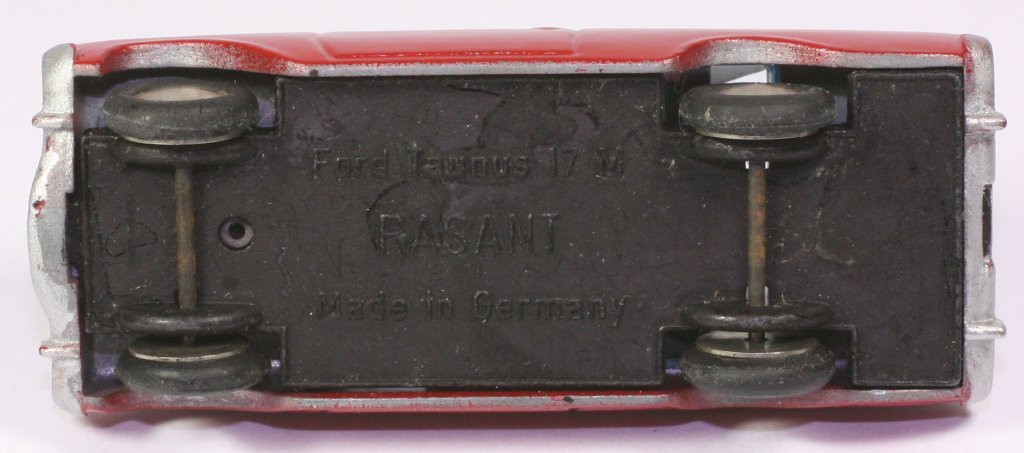 Ford Taunus 17 M
RASANT
Made in Germany